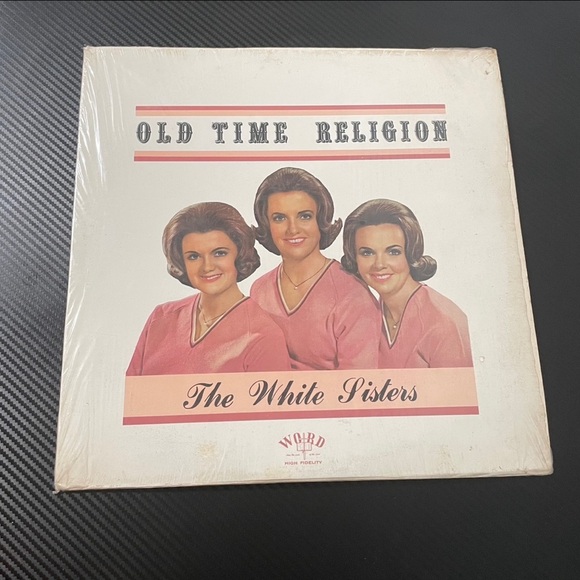 OLD TIME RELIGION
The White Sisters
WORD
HIGH FIDELITY